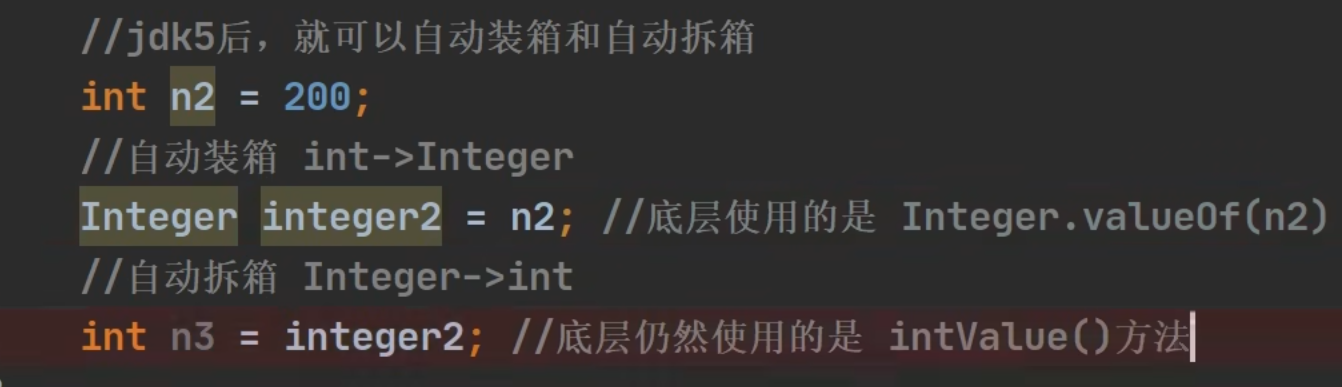 //jdk5后，就可以自动装箱和自动拆箱
int n2 = 200;
//自动装箱 int->Integer
Integer integer2 = n2; //底层使用的是 Integer.valueOf(n2)
//自动拆箱 Integer->int
int n3 = integer2; //底层仍然使用的是 intValue()方法